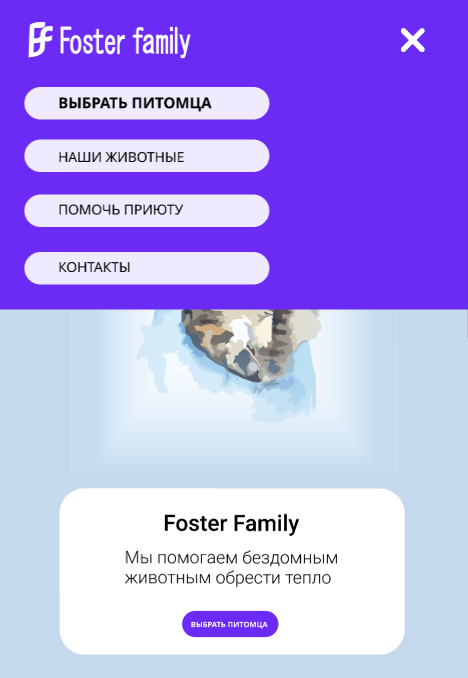 Foster family
ВЫБРАТЬ ПИТОМЦА
НАШИ ЖИВОТНЫЕ
ПОМОЧЬ ПРИЮТУ
КОНТАКТЫ
Foster Family
Мы помогаем бездомным
животным обрести тепло
ВЫБРАТЬ ПИТОМЦА